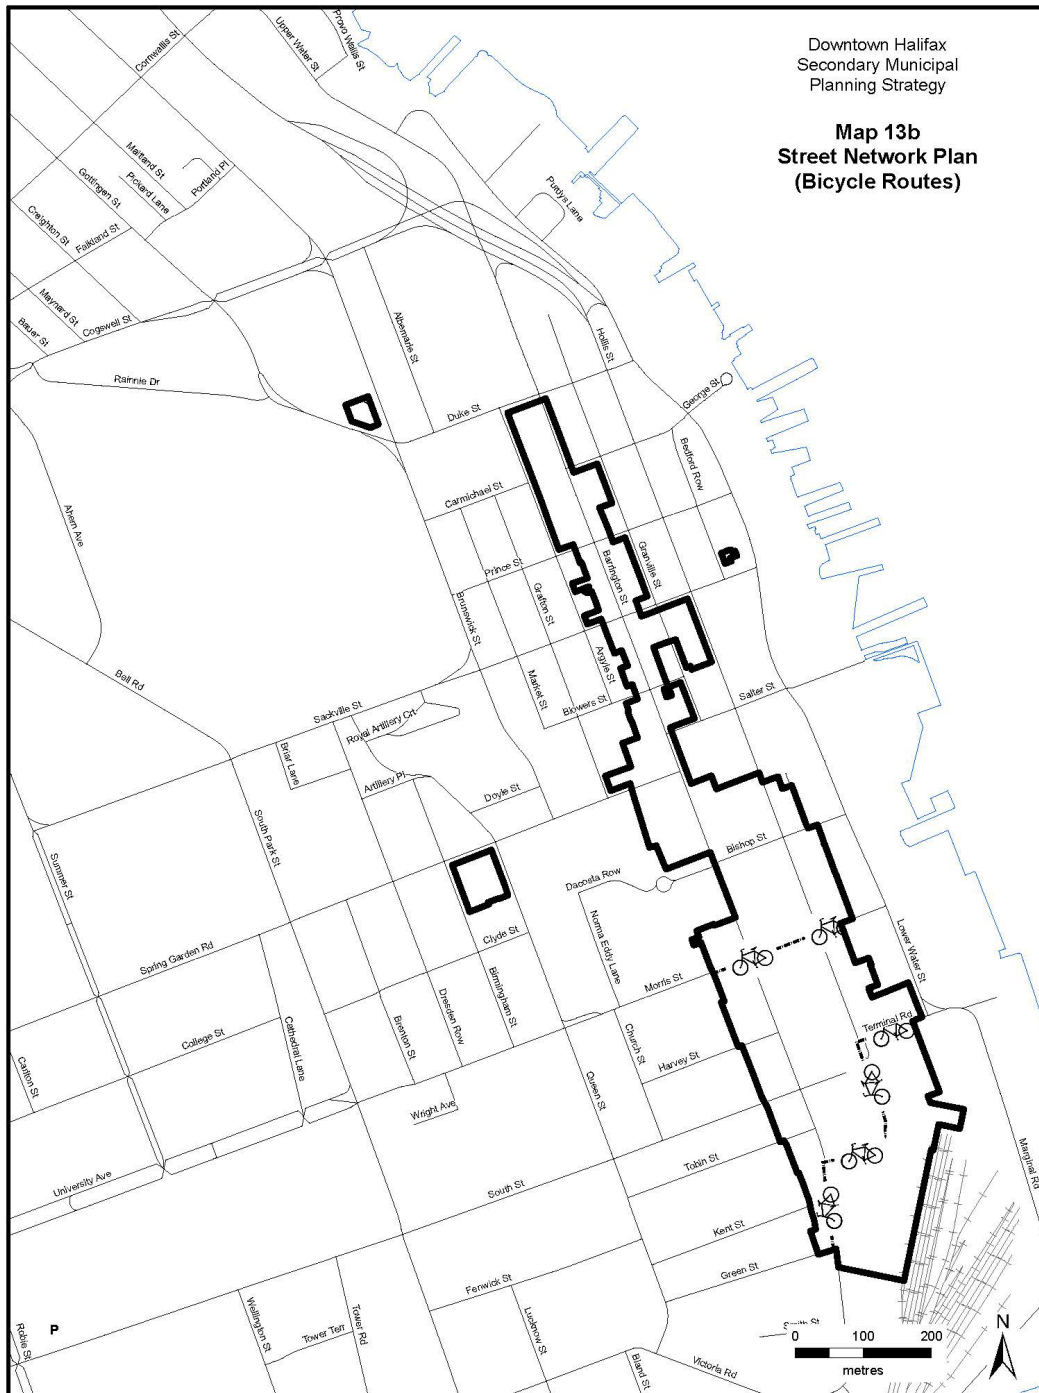 Downtown Halifax
Secondary Municipal
Planning Strategy
Map 13b
Street Network Plan
(Bicycle Routes)
Provo Wallis St
Upper Water St
Cornwallis St
Maitland St
Portland Pl
Pickard Lane
Gottingen St
Creighton St
Falkland St
Purdys Lane
Maynard St
Bauer St
Cogswell St
Albemarle St
Hollis St
Rainnie Dr
George St
Duke St
Bedford Row
Carmichael St
Ahern Ave
Granville St
Barrington St
Prince St
Grafton St
Brunswick St
Argyle St
Bell Rd
Market St
Blowers St
Salter St
Sackville St
Royal Artillery Crt
Briar Lane
Artillery Pl
Doyle St
South Park St
Bishop St
Summer St
Dacosta Row
Norma Eddy Lane
Clyde St
Spring Garden Rd
Lower Water St
Birmingham St
Morris St
Dresden Row
Terminal Rd
College St
Cathedral Lane
Brenton St
Church St
Harvey St
Carlton St
Queen St
Wright Ave
Marginal Rd
Tobin St
University Ave
South St
Kent St
Green St
Fenwick St
Wellington St
Tower Terr
Tower Rd
Lucknow St
Robie St
P
Bland St
Victoria Rd
N
0 100 200
metres